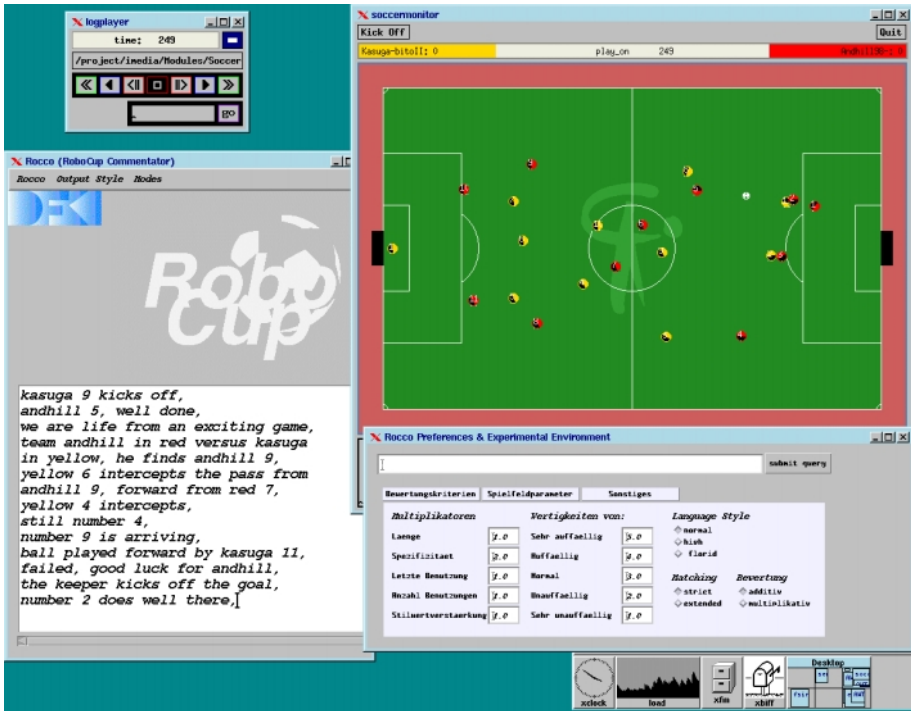 logplayer
time: 249
/project/imedia/Modules/Soccer
go
soccermonitor
Kick Off
Quit
Kasuga-bitoII: 0
play_on 249
Rocco (RoboCup Commentator)
Rocco Output Style Modes
DFKI
Robo
Cup
kasuga 9 kicks off,
andhill 5, well done,
we are life from an exciting game,
team andhill in red versus kasuga
in yellow, he finds andhill 9,
yellow 6 intercepts the pass from
andhill 9, forward from red 7,
yellow 4 intercepts,
still number 4,
number 9 is arriving,
ball played forward by kasuga 11,
failed, good luck for andhill,
the keeper kicks off the goal,
number 2 does well there,
Rocco Preferences & Experimental Environment
submit query
Bewertungskriterien Spielfeldparameter Sonstiges
Multiplikatoren Vertigkeiten von: Language Style
normal
Laenge Sehr auffaellig
high
Spezifizitaet 2.0 Auffaellig
florid
Letzte Benutzung Normal
Matching Bewertung
strict additiv
Anzahl Benutzungen Unauffaellig
extended multiplikativ
Stilwertverstaerkung Sehr unauffaellig
xclock
load
xfm
xbiff
Desktop